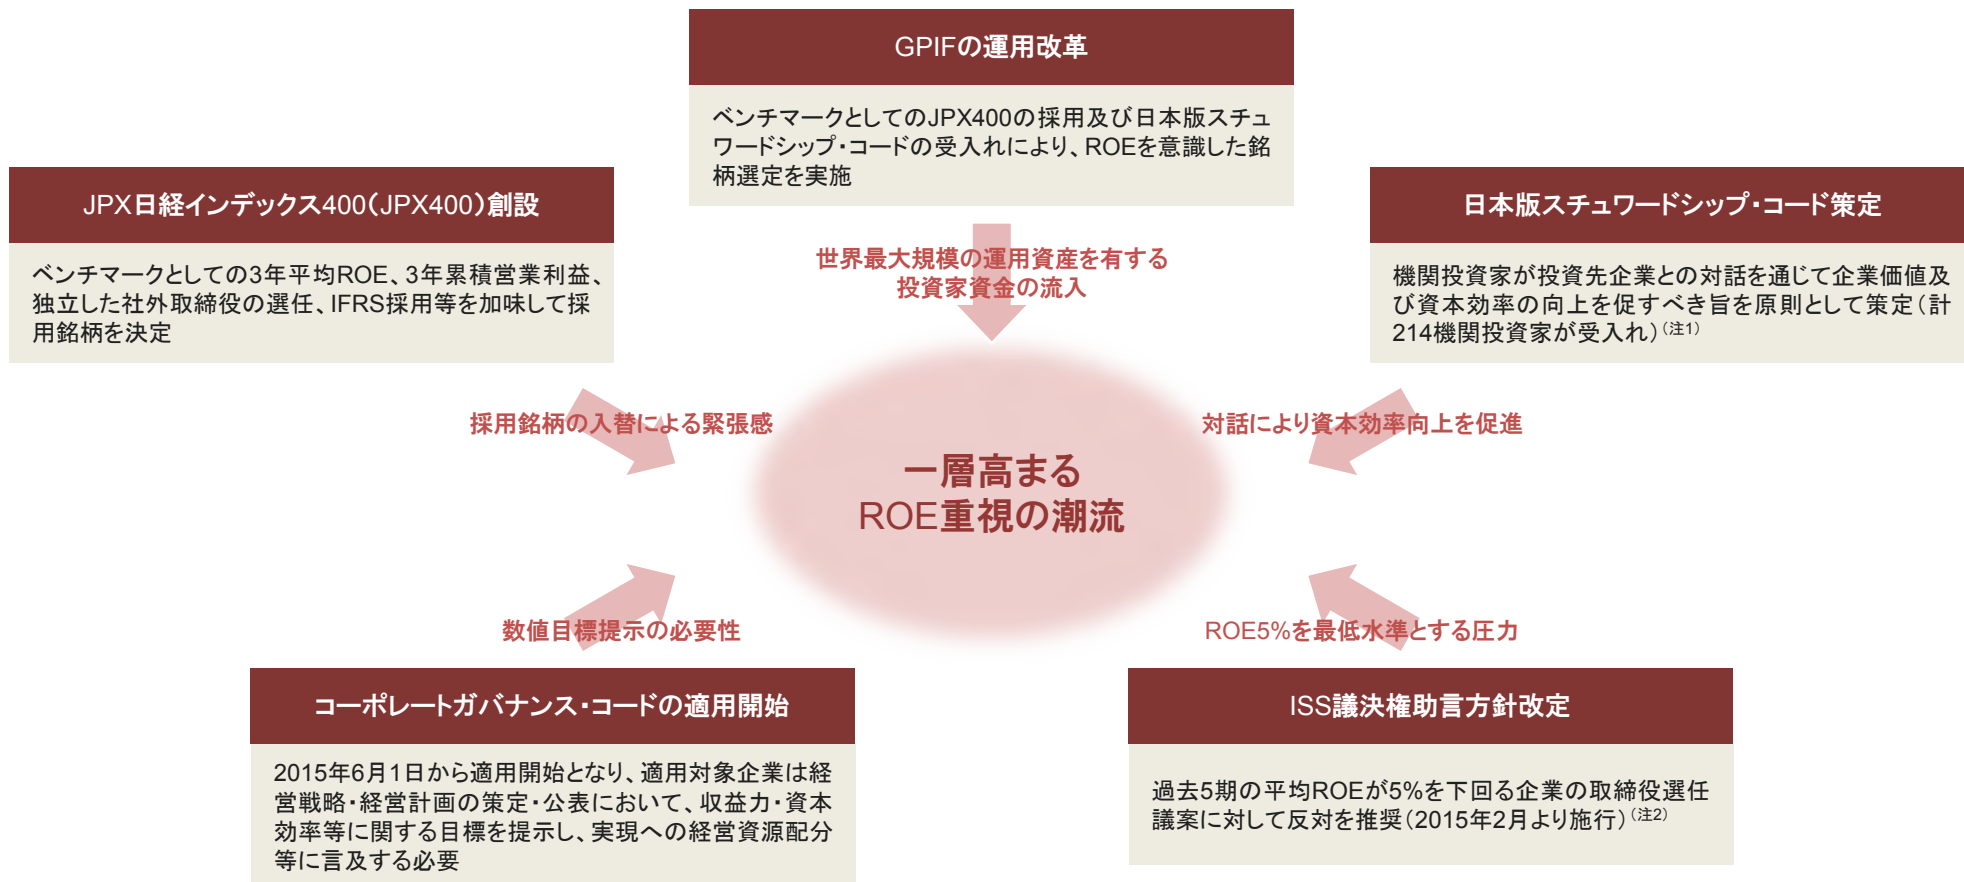 GPIFの運用改革
ベンチマークとしてのJPX400の採用及び日本版スチュ
ワードシップ・コードの受入れにより、ROEを意識した銘
柄選定を実施
JPX日経インデックス400（JPX400）創設
ベンチマークとしての3年平均ROE、3年累積営業利益、
独立した社外取締役の選任、IFRS採用等を加味して採
用銘柄を決定
日本版スチュワードシップ・コード策定
機関投資家が投資先企業との対話を通じて企業価値及
び資本効率の向上を促すべき旨を原則として策定（計
214機関投資家が受入れ）（注1）
世界最大規模の運用資産を有する
投資家資金の流入
採用銘柄の入替による緊張感
対話により資本効率向上を促進
一層高まる
ROE重視の潮流
数値目標提示の必要性
ROE5%を最低水準とする圧力
コーポレートガバナンス・コードの適用開始
2015年6月1日から適用開始となり、適用対象企業は経
営戦略・経営計画の策定・公表において、収益力・資本
効率等に関する目標を提示し、実現への経営資源配分
等に言及する必要
ISS議決権助言方針改定
過去5期の平均ROEが5%を下回る企業の取締役選任
議案に対して反対を推奨（2015年2月より施行）（注2）